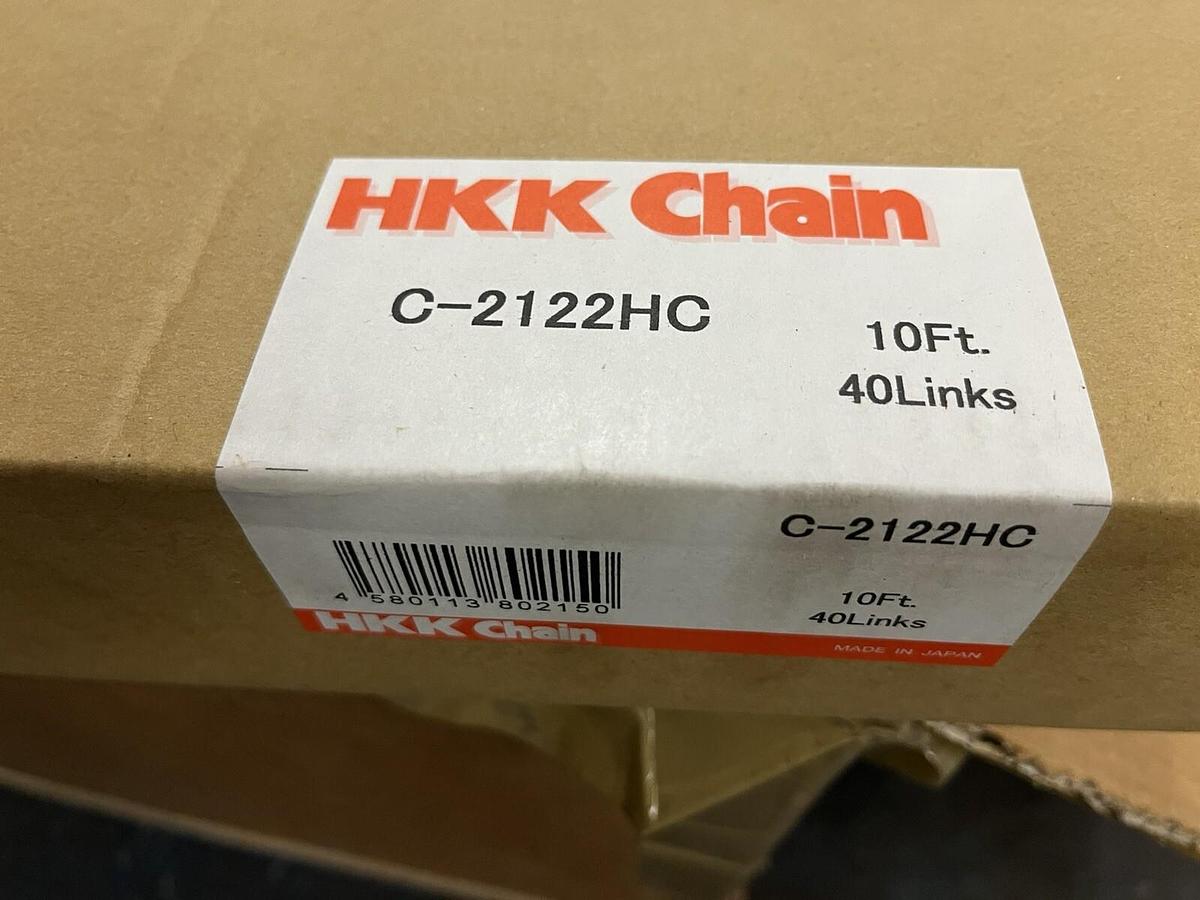 HKK Chain
C-2122HC
10Ft.
40Links
C-2122HC
10Ft.
40Links
4 580113 802150
HKK Chain
MADE IN JAPAN